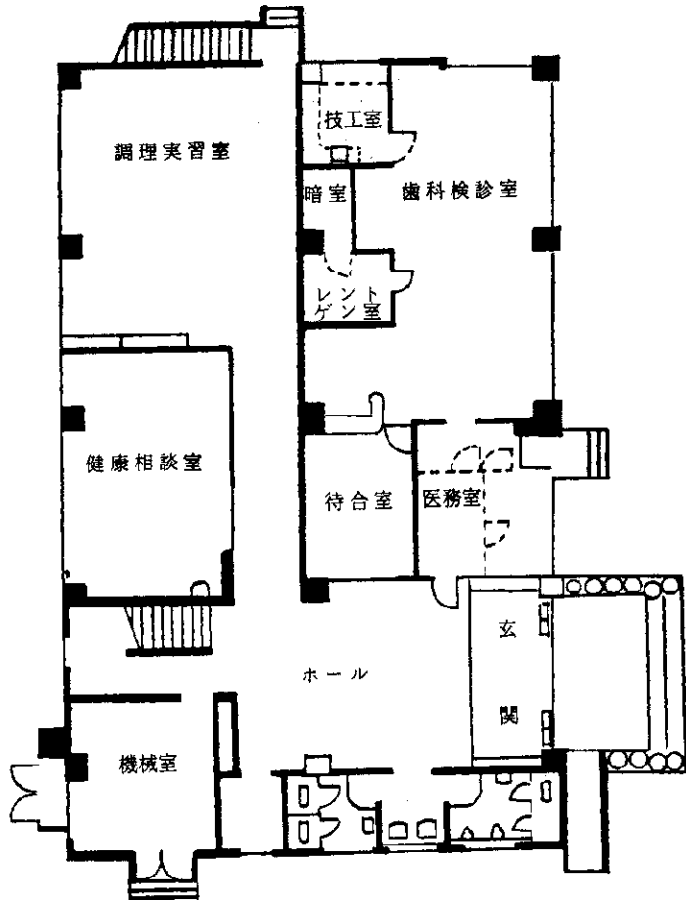 技工室
調理実習室
暗室
歯科検診室
レント
ゲン室
健康相談室
待合室
医務室
玄
関
ホール
機械室